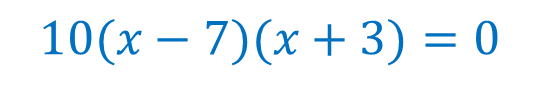 10(x − 7)(x + 3) = 0